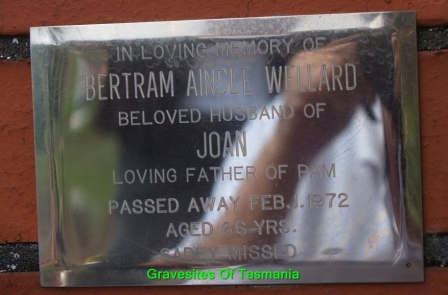 IN LOVING MEMORY OF
BERTRAM AINSLE WELLARD
BELOVED HUSBAND OF
JOAN
LOVING FATHER OF PAM
PASSED AWAY FEB.1.1972
AGED YRS.
SADLY MISSED
Gravesites Of Tasmania